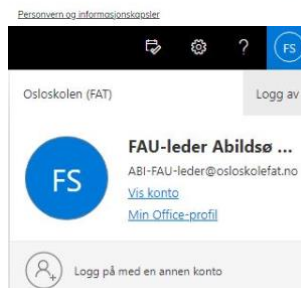 Personvern og informasjonskapsler
?
FS
Osloskolen (FAT)
Logg av
FS
FAU-leder Abildsø ...
ABI-FAU-leder@osloskolefat.no
Vis konto
Min Office-profil
Logg på med en annen konto